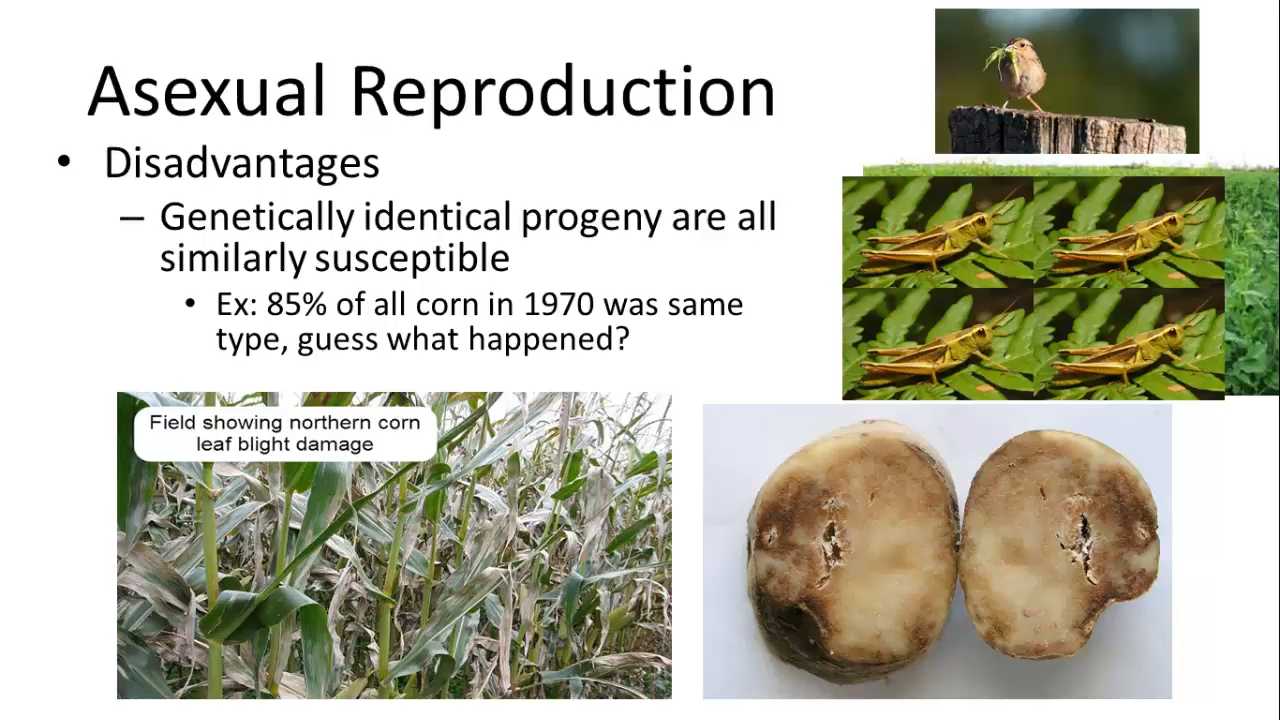 Asexual Reproduction
• Disadvantages
– Genetically identical progeny are all
similarly susceptible
• Ex: 85% of all corn in 1970 was same
type, guess what happened?
Field showing northern corn
leaf blight damage